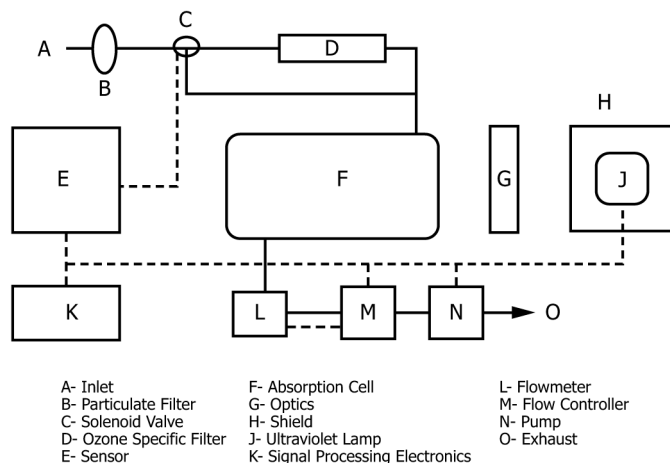 C
A
D
B
H
E
F
G
J
K
L
M
N
O
A- Inlet
B- Particulate Filter
C- Solenoid Valve
D- Ozone Specific Filter
E- Sensor
F- Absorption Cell
G- Optics
H- Shield
J- Ultraviolet Lamp
K- Signal Processing Electronics
L- Flowmeter
M- Flow Controller
N- Pump
O- Exhaust